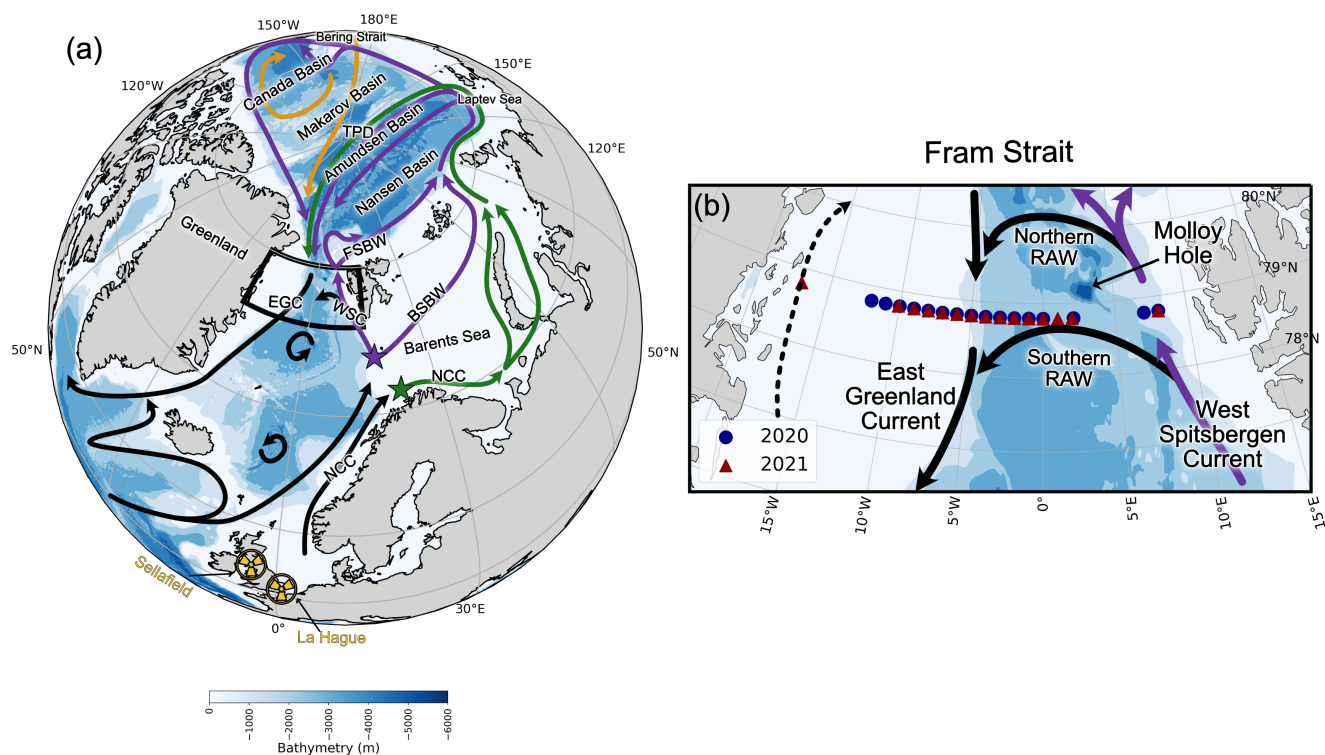 (a)
150°W
180°E
Bering Strait
120°W
150°E
Canada Basin
Makarov Basin
Laptev Sea
TPD
Amundsen Basin
120°E
Nansen Basin
Greenland
FSBW
EGC
WSC
BSBW
Barents Sea
50°N
50°N
NCC
NCC
Sellafield
30°E
0°
La Hague
0
-1000
-2000
-3000
-4000
-5000
-6000
Bathymetry (m)
Fram Strait
(b)
80°N
Northern
RAW
Molloy
Hole
79°N
78°N
Southern
RAW
East
Greenland
Current
West
Spitsbergen
Current
2020
2021
15°W
10°W
5°W
0°
5°E
10°E
15°E